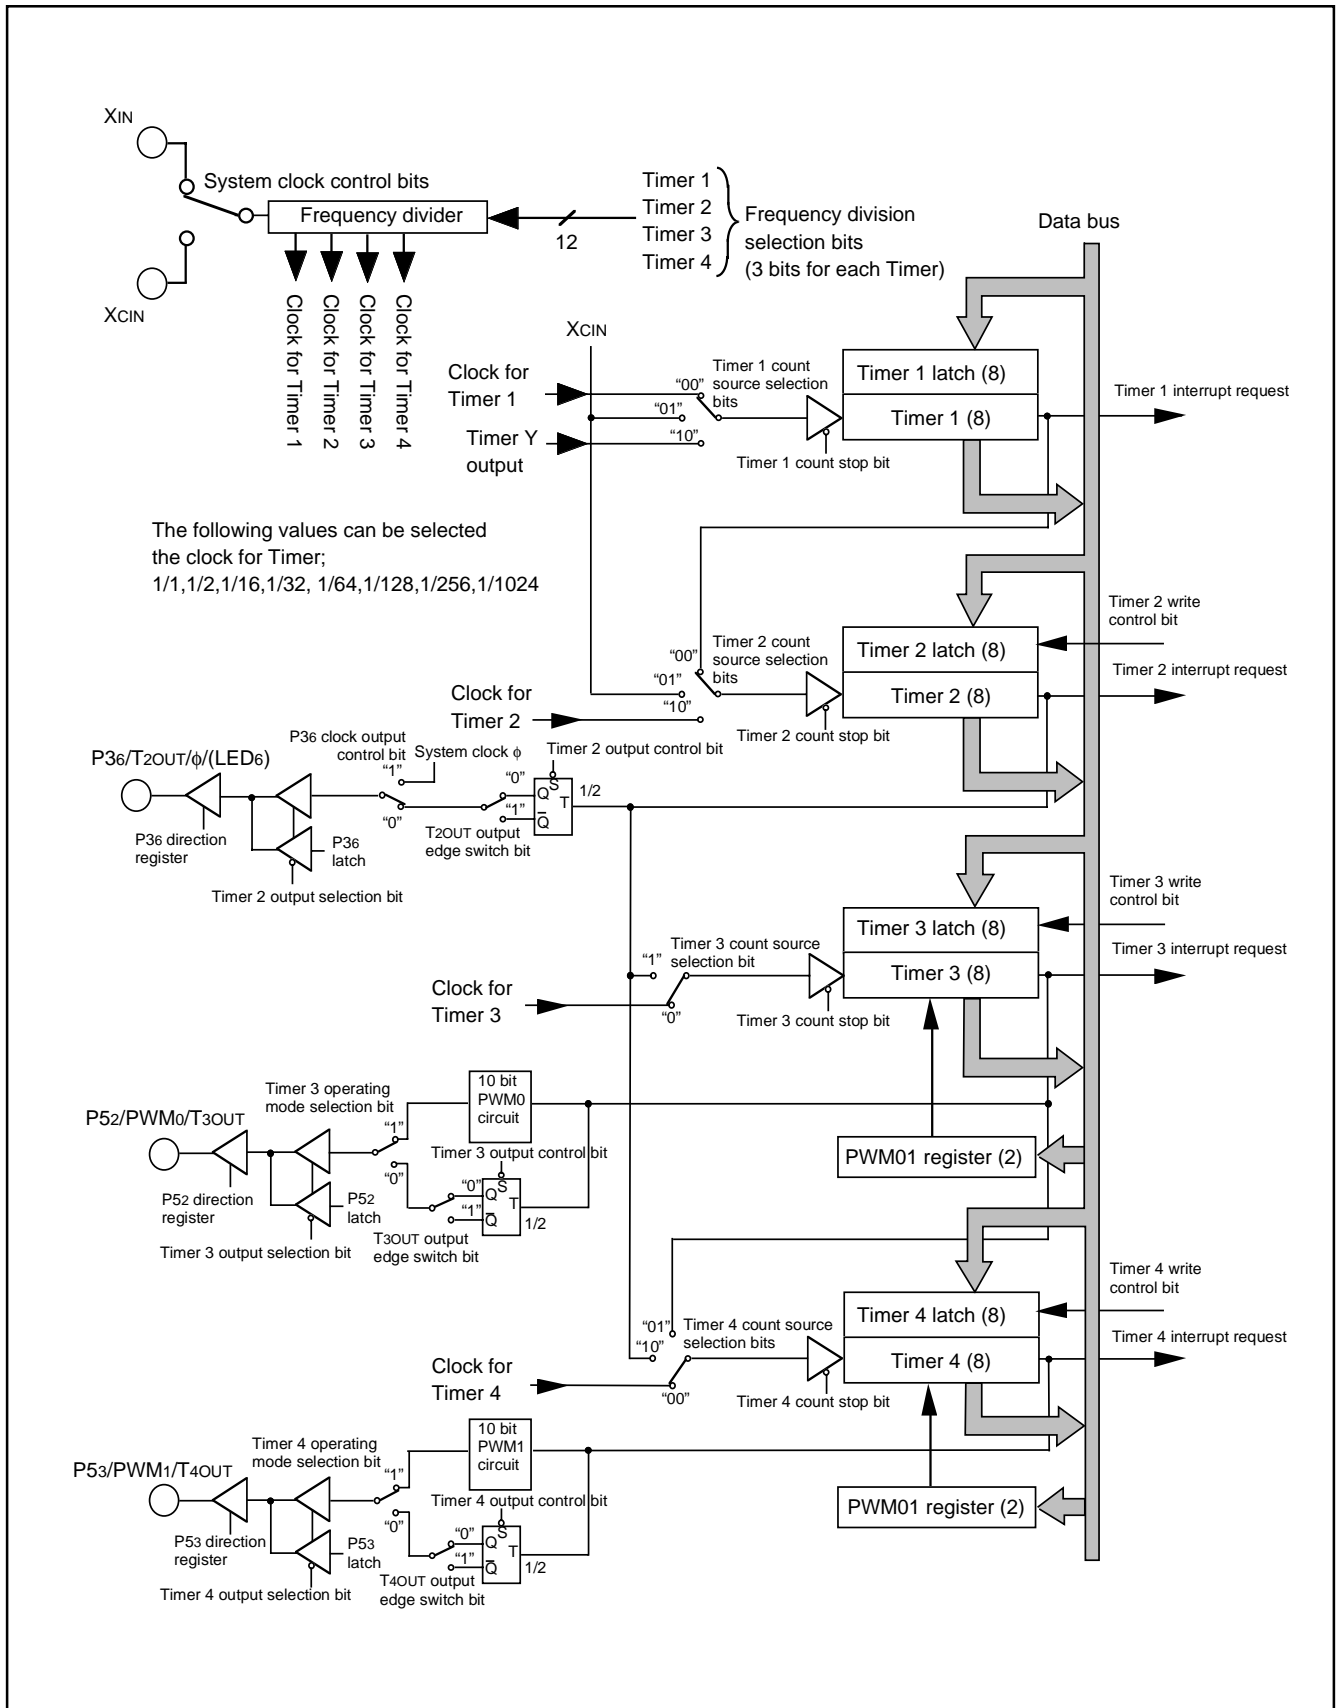 XIN
System clock control bits
Frequency divider
XCIN
12
Timer 1
Timer 2
Timer 3
Timer 4
Frequency division
selection bits
(3 bits for each Timer)
Data bus
Clock for Timer 1
Clock for Timer 2
Clock for Timer 3
Clock for Timer 4
XCIN
Clock for
Timer 1
Timer Y
output
"00"
"01"
"10"
Timer 1 count
source selection
bits
Timer 1 count stop bit
Timer 1 latch (8)
Timer 1 (8)
Timer 1 interrupt request
The following values can be selected
the clock for Timer;
1/1,1/2,1/16,1/32, 1/64,1/128,1/256,1/1024
Clock for
Timer 2
"00"
"01"
"10"
Timer 2 count
source selection
bits
Timer 2 count stop bit
Timer 2 latch (8)
Timer 2 (8)
Timer 2 write
control bit
Timer 2 interrupt request
P36/T2OUT/ϕ/(LED6)
P36 clock output
control bit
System clock ϕ
"1"
"0"
Timer 2 output control bit
"0"
"1"
Q
S
T
Q̅
1/2
T2OUT output
edge switch bit
P36 direction
register
P36
latch
Timer 2 output selection bit
Clock for
Timer 3
"1"
"0"
Timer 3 count source
selection bit
Timer 3 count stop bit
Timer 3 latch (8)
Timer 3 (8)
Timer 3 write
control bit
Timer 3 interrupt request
P52/PWM0/T3OUT
Timer 3 operating
mode selection bit
"1"
"0"
10 bit
PWM0
circuit
Timer 3 output control bit
"0"
"1"
Q
S
T
Q̅
1/2
T3OUT output
edge switch bit
P52 direction
register
P52
latch
Timer 3 output selection bit
PWM01 register (2)
Clock for
Timer 4
"01"
"10"
"00"
Timer 4 count source
selection bits
Timer 4 count stop bit
Timer 4 latch (8)
Timer 4 (8)
Timer 4 write
control bit
Timer 4 interrupt request
P53/PWM1/T4OUT
Timer 4 operating
mode selection bit
"1"
"0"
10 bit
PWM1
circuit
Timer 4 output control bit
"0"
"1"
Q
S
T
Q̅
1/2
T4OUT output
edge switch bit
P53 direction
register
P53
latch
Timer 4 output selection bit
PWM01 register (2)